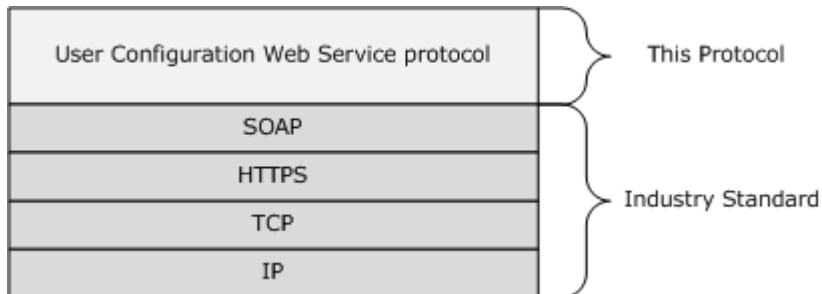 User Configuration Web Service protocol
This Protocol
SOAP
HTTPS
TCP
IP
Industry Standard